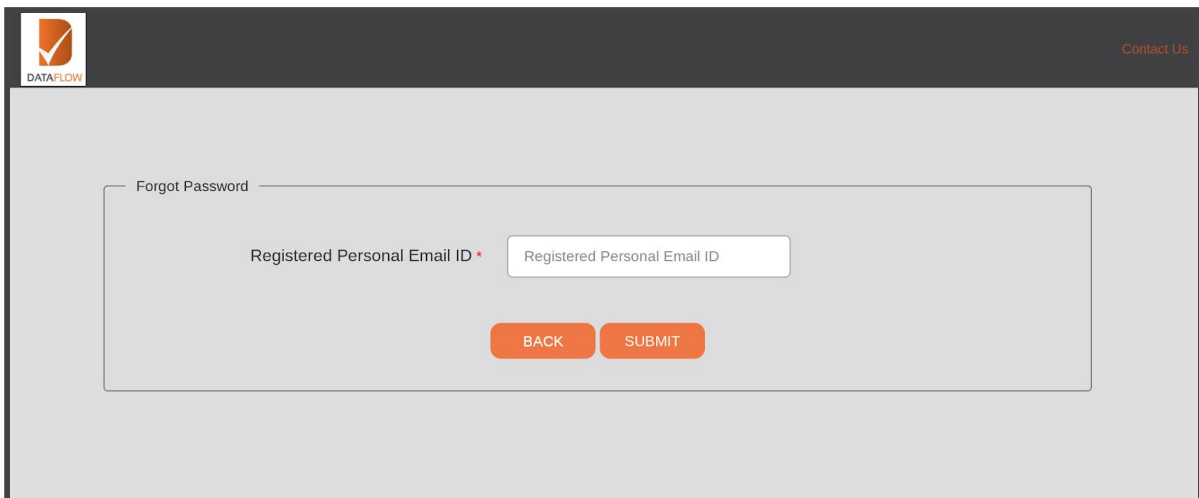 DATAFLOW
Contact Us
Forgot Password
Registered Personal Email ID * Registered Personal Email ID
BACK SUBMIT